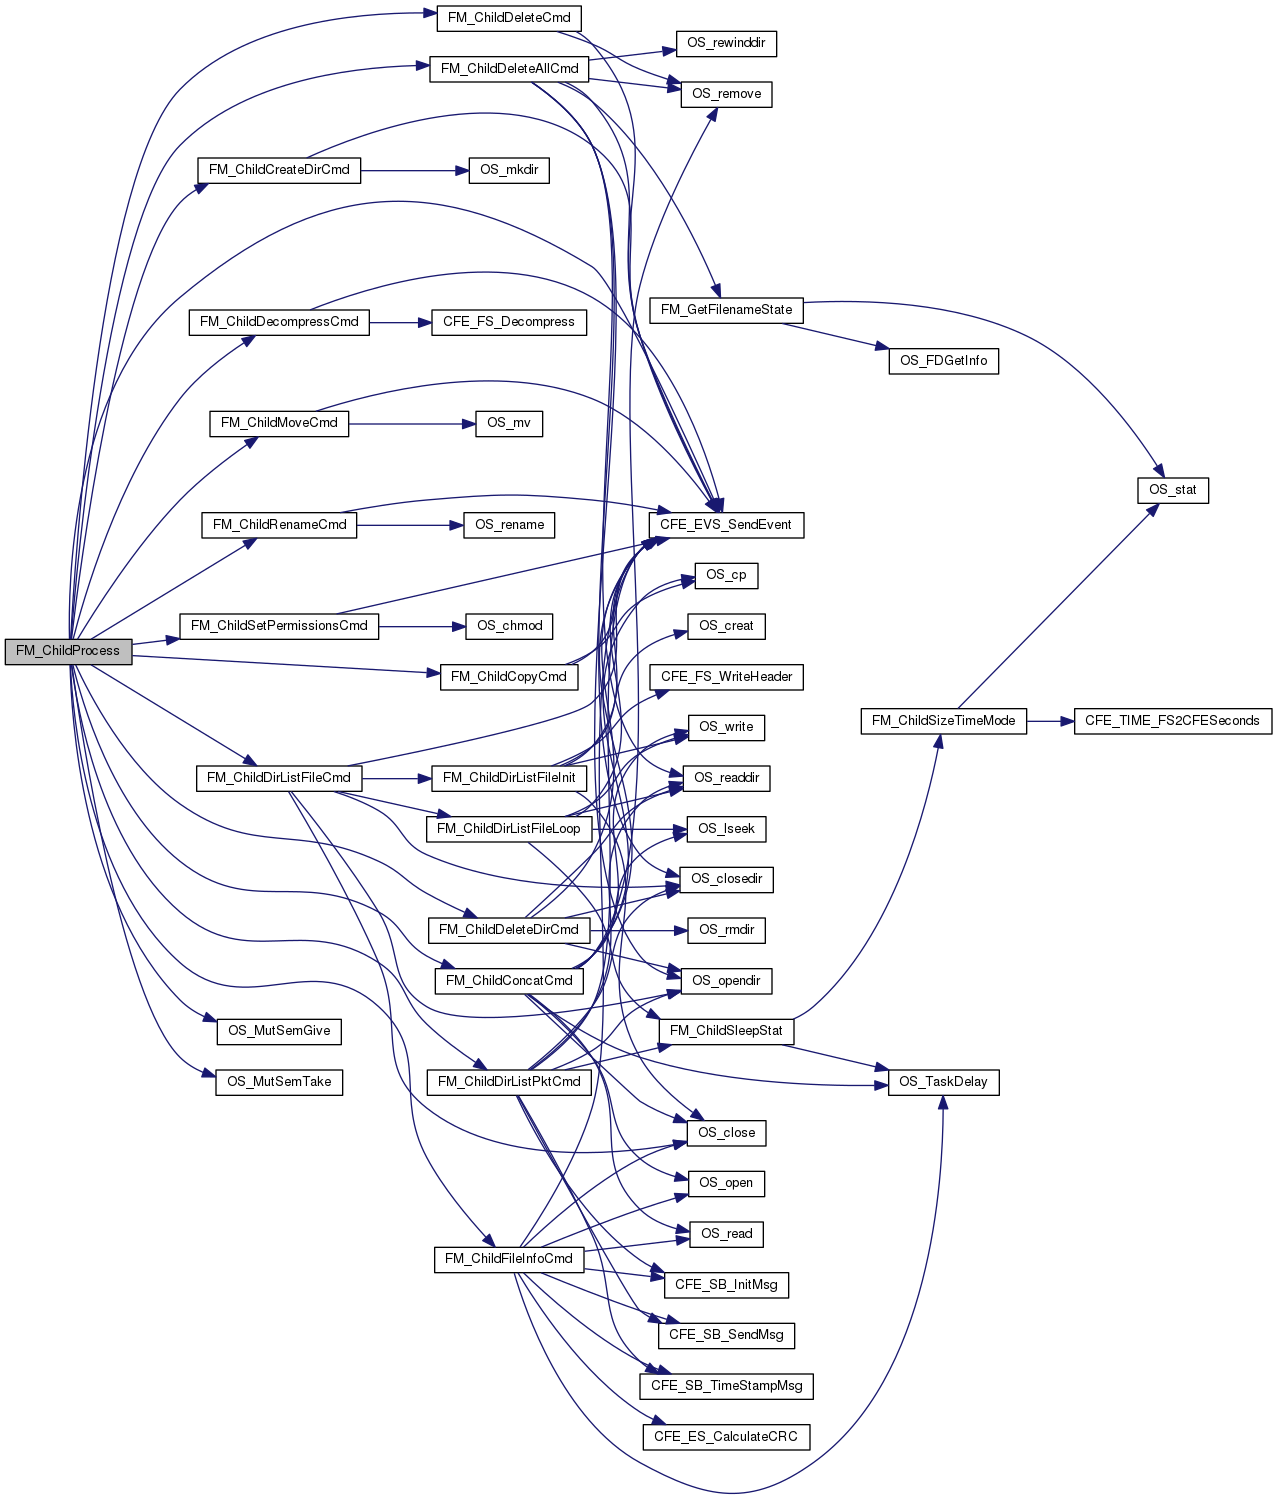 FM_ChildDeleteCmd
OS_rewinddir
FM_ChildDeleteAllCmd
OS_remove
FM_ChildCreateDirCmd
OS_mkdir
FM_GetFilenameState
FM_ChildDecompressCmd
CFE_FS_Decompress
OS_FDGetInfo
FM_ChildMoveCmd
OS_mv
OS_stat
FM_ChildRenameCmd
OS_rename
CFE_EVS_SendEvent
OS_cp
FM_ChildSetPermissionsCmd
OS_chmod
OS_creat
FM_ChildProcess
FM_ChildCopyCmd
CFE_FS_WriteHeader
OS_write
FM_ChildSizeTimeMode
CFE_TIME_FS2CFESeconds
FM_ChildDirListFileCmd
FM_ChildDirListFileInit
OS_readdir
FM_ChildDirListFileLoop
OS_lseek
OS_closedir
FM_ChildDeleteDirCmd
OS_rmdir
FM_ChildConcatCmd
OS_opendir
OS_MutSemGive
FM_ChildSleepStat
OS_MutSemTake
FM_ChildDirListPktCmd
OS_TaskDelay
OS_close
OS_open
OS_read
FM_ChildFileInfoCmd
CFE_SB_InitMsg
CFE_SB_SendMsg
CFE_SB_TimeStampMsg
CFE_ES_CalculateCRC